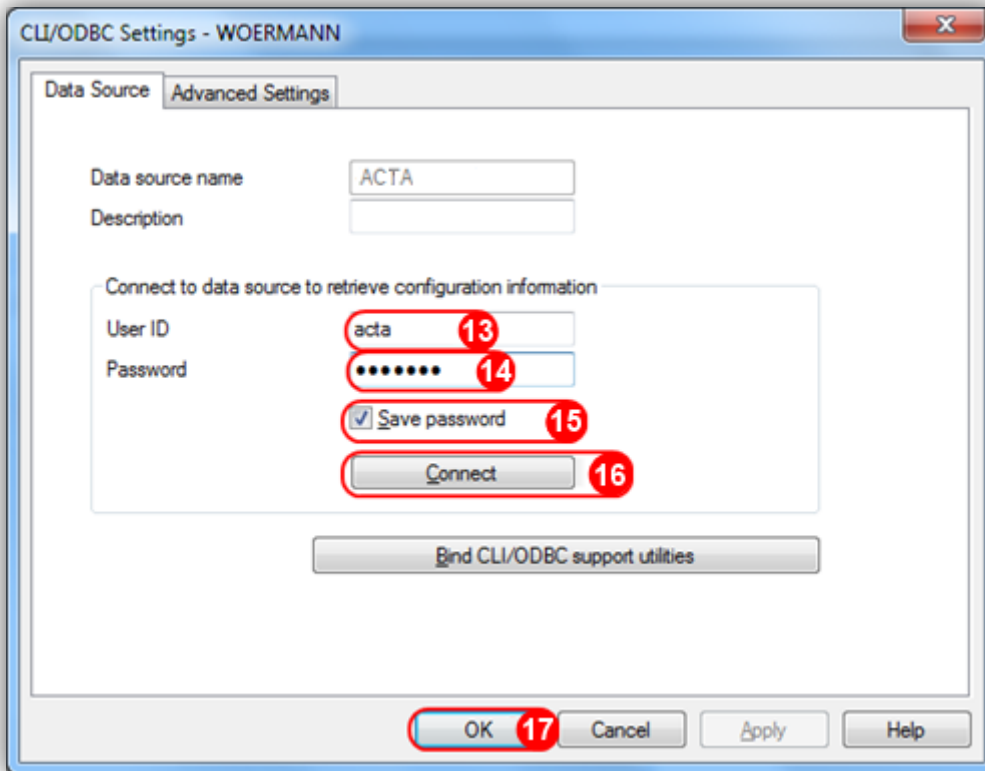 CLI/ODBC Settings - WOERMANN
Data Source Advanced Settings
Data source name ACTA
Description
Connect to data source to retrieve configuration information
User ID acta 13
Password ••••••• 14
Save password 15
Connect 16
Bind CLI/ODBC support utilities
OK 17 Cancel Apply Help